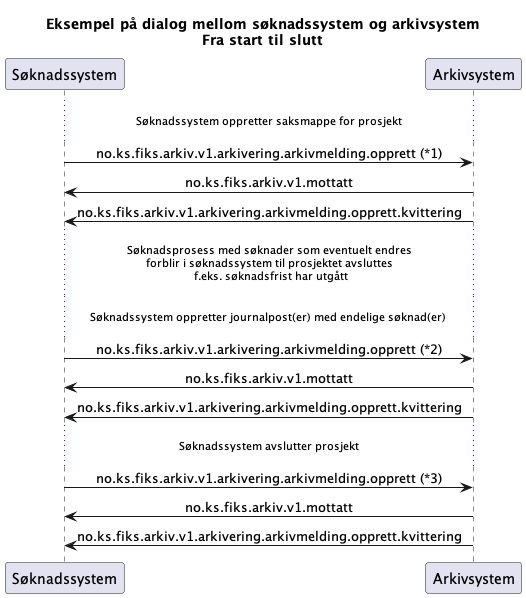 Eksempel på dialog mellom søknadssystem og arkivsystem
Fra start til slutt
Søknadssystem
Arkivsystem
Søknadssystem oppretter saksmappe for prosjekt
no.ks.fiks.arkiv.v1.arkivering.arkivmelding.opprett (*1)
no.ks.fiks.arkiv.v1.mottatt
no.ks.fiks.arkiv.v1.arkivering.arkivmelding.opprett.kvittering
Søknadsprosess med søknader som eventuelt endres
forblir i søknadssystem til prosjektet avsluttes
f.eks. søknadsfrist har utgått
Søknadssystem oppretter journalpost(er) med endelige søknad(er)
no.ks.fiks.arkiv.v1.arkivering.arkivmelding.opprett (*2)
no.ks.fiks.arkiv.v1.mottatt
no.ks.fiks.arkiv.v1.arkivering.arkivmelding.opprett.kvittering
Søknadssystem avslutter prosjekt
no.ks.fiks.arkiv.v1.arkivering.arkivmelding.opprett (*3)
no.ks.fiks.arkiv.v1.mottatt
no.ks.fiks.arkiv.v1.arkivering.arkivmelding.opprett.kvittering
Søknadssystem
Arkivsystem